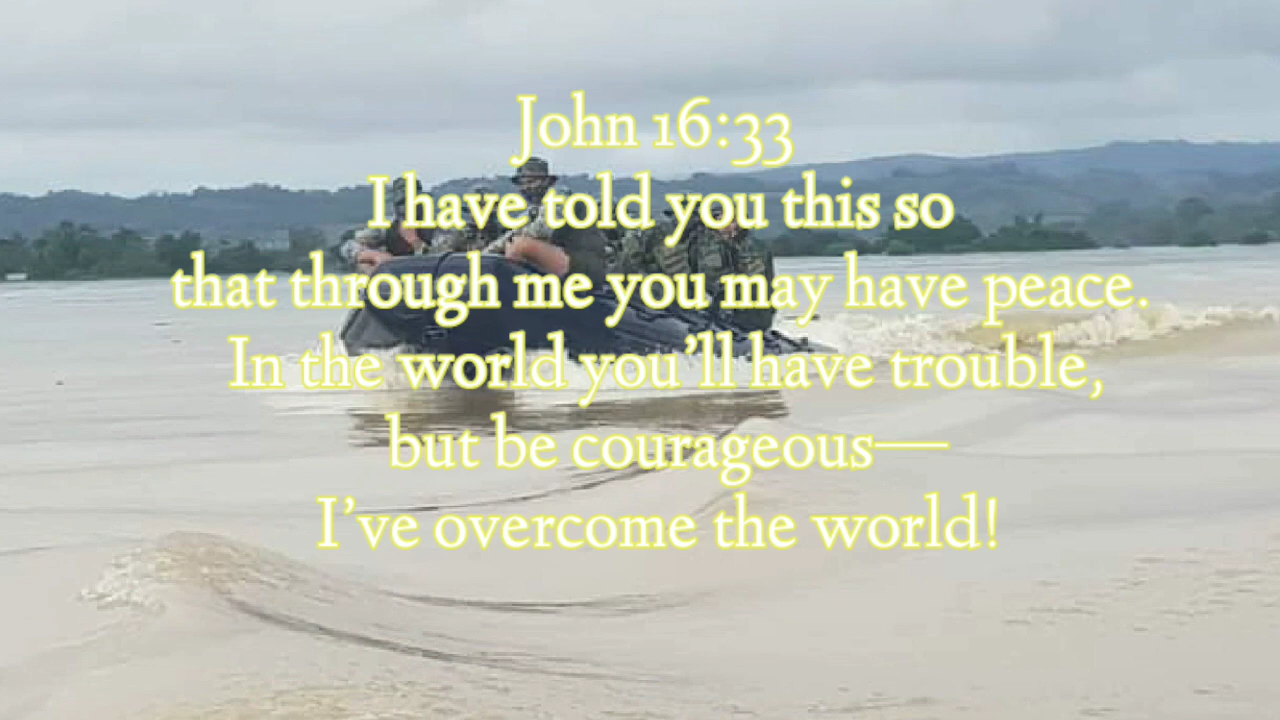 John 16:33
I have told you this so
that through me you may have peace.
In the world you’ll have trouble,
but be courageous—
I’ve overcome the world!